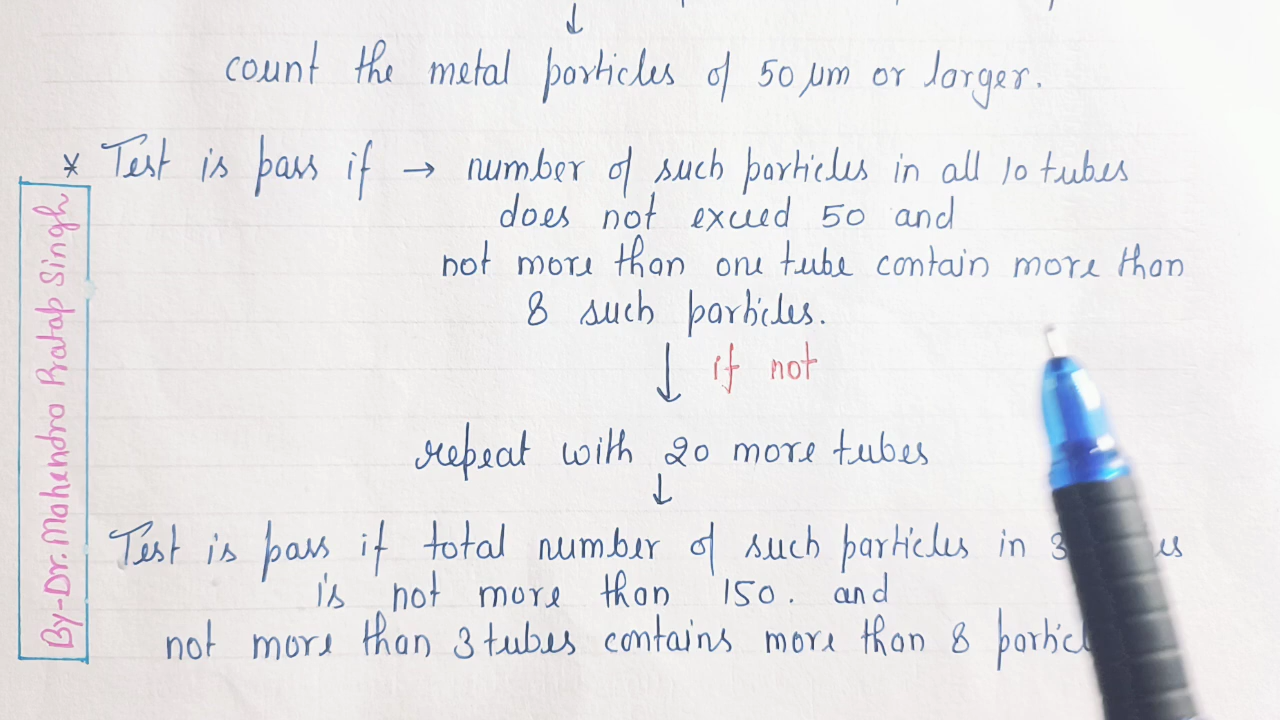 count the metal particles of 50 µm or larger.
* Test is pass if → number of such particles in all 10 tubes
does not exceed 50 and
not more than one tube contain more than
8 such particles.
↓ if not
repeat with 20 more tubes
↓
Test is pass if total number of such particles in
is not more than 150. and
not more than 3 tubes contains more than 8
By-Dr. Mahendra Pratap Singh